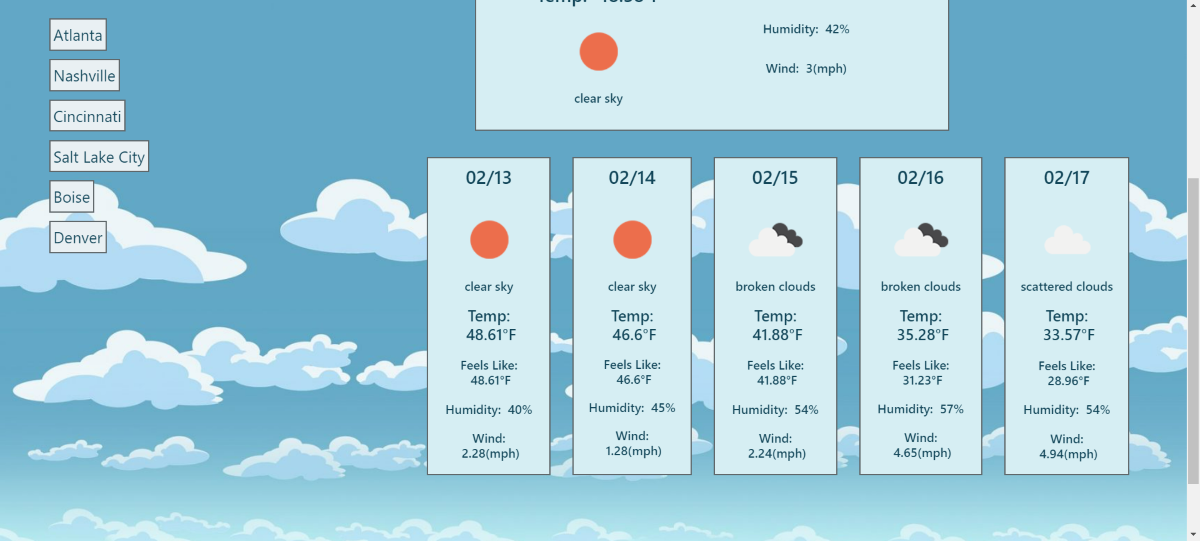 Atlanta
Nashville
Cincinnati
Salt Lake City
Boise
Denver
clear sky
Humidity: 42%
Wind: 3(mph)
02/13
clear sky
Temp:
48.61°F
Feels Like:
48.61°F
Humidity: 40%
Wind:
2.28(mph)
02/14
clear sky
Temp:
46.6°F
Feels Like:
46.6°F
Humidity: 45%
Wind:
1.28(mph)
02/15
broken clouds
Temp:
41.88°F
Feels Like:
41.88°F
Humidity: 54%
Wind:
2.24(mph)
02/16
broken clouds
Temp:
35.28°F
Feels Like:
31.23°F
Humidity: 57%
Wind:
4.65(mph)
02/17
scattered clouds
Temp:
33.57°F
Feels Like:
28.96°F
Humidity: 54%
Wind:
4.94(mph)